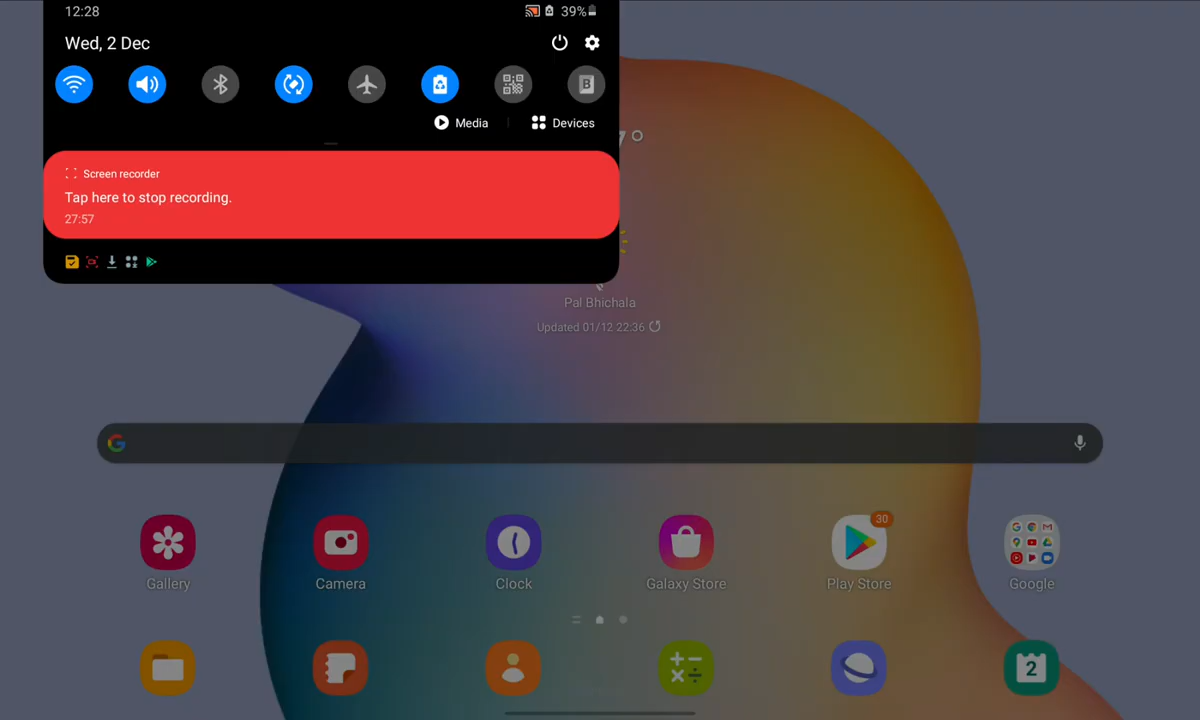 12:28
39%
Wed, 2 Dec
B
Media
Devices
Screen recorder
Tap here to stop recording.
27:57
Pal Bhichala
Updated 01/12 22:36
30
Gallery
Camera
Clock
Galaxy Store
Play Store
Google
2